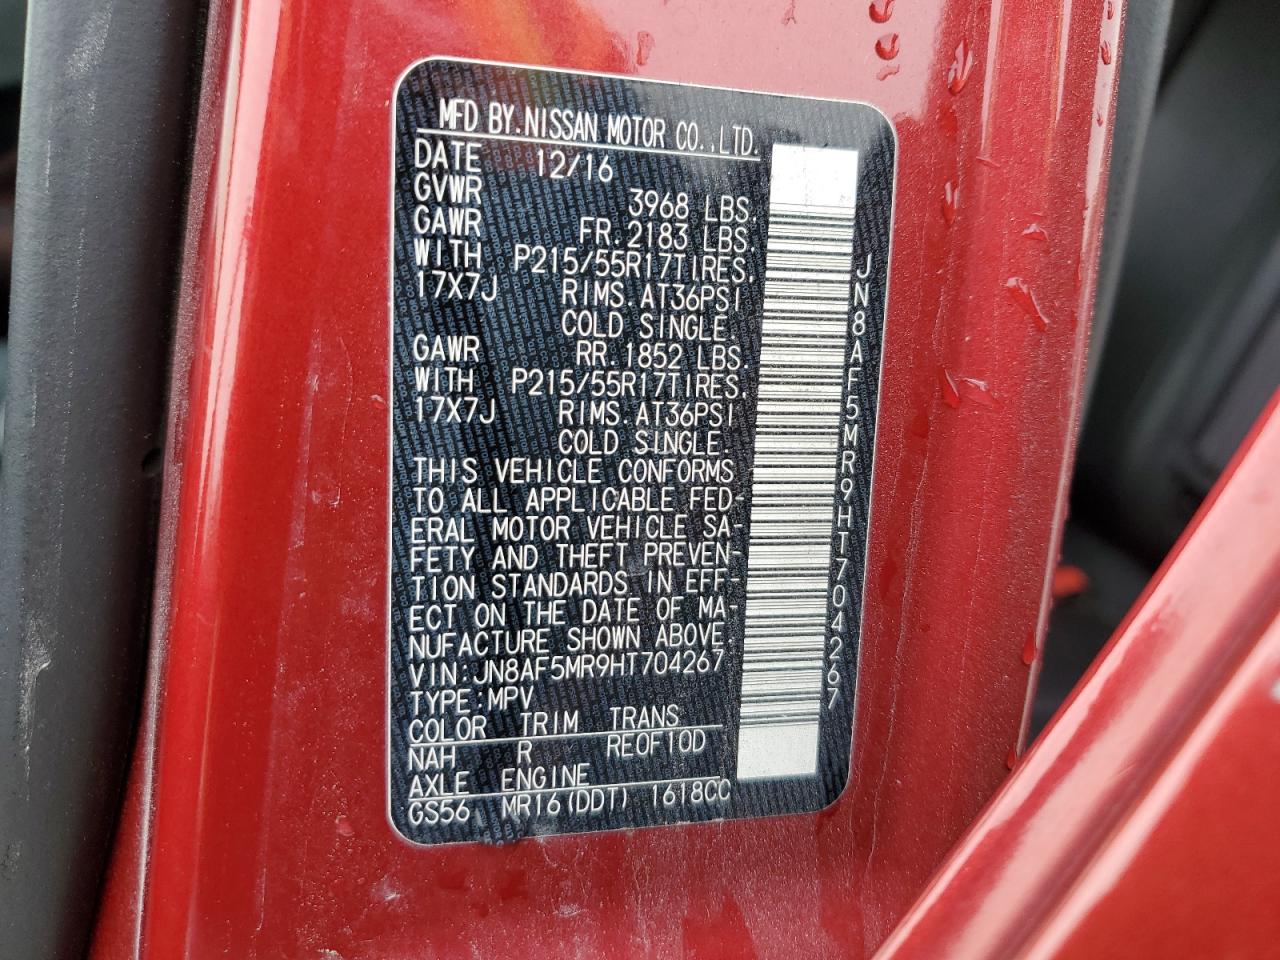 MFD BY.NISSAN MOTOR CO.,LTD.
DATE 12/16
GVWR 3968 LBS.
GAWR FR.2183 LBS.
WITH P215/55R17TIRES.
17X7J RIMS.AT36PSI
COLD SINGLE.
GAWR RR.1852 LBS.
WITH P215/55R17TIRES.
17X7J RIMS.AT36PSI
COLD SINGLE.
THIS VEHICLE CONFORMS
TO ALL APPLICABLE FED-
ERAL MOTOR VEHICLE SA-
FETY AND THEFT PREVEN-
TION STANDARDS IN EFF-
ECT ON THE DATE OF MA-
NUFACTURE SHOWN ABOVE.
VIN:JN8AF5MR9HT704267
TYPE:MPV
COLOR TRIM TRANS
NAH R RE0F10D
AXLE ENGINE
GS56 MR16(DDT) 1618CC
JN8AF5MR9HT704267